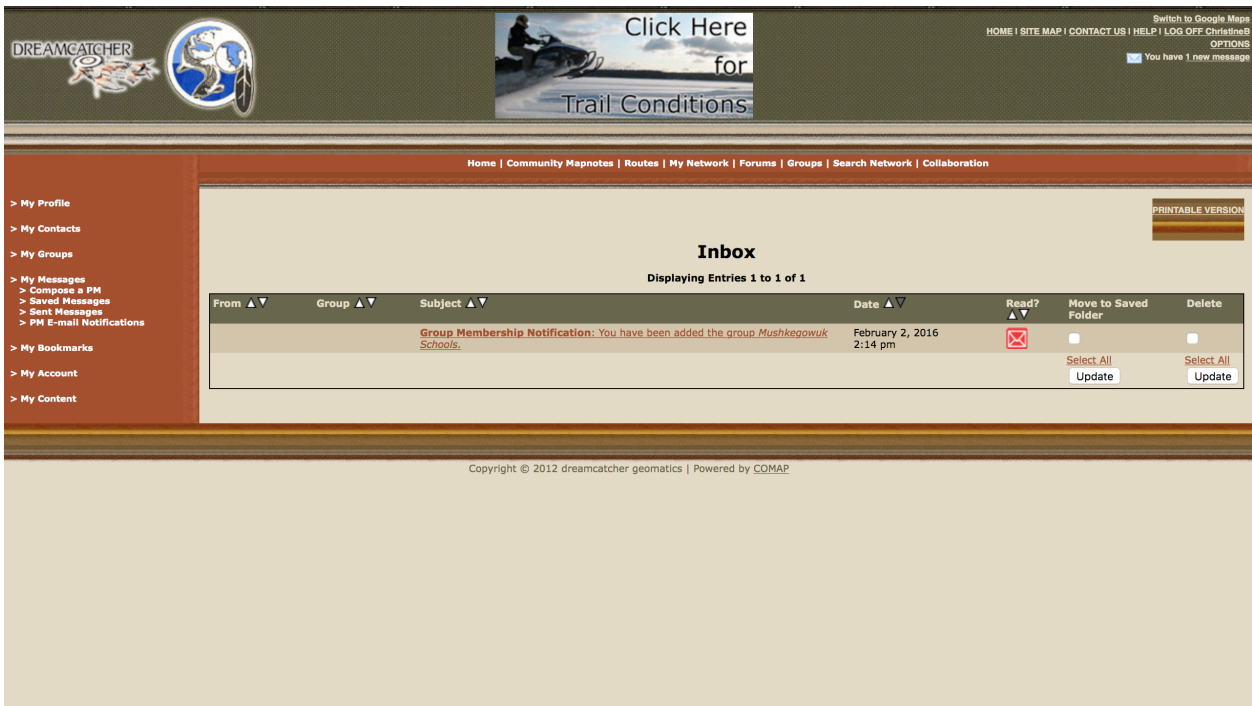 DREAMCATCHER
Click Here
for
Trail Conditions
Switch to Google Maps
HOME | SITE MAP | CONTACT US | HELP | LOG OFF ChristineB
OPTIONS
You have 1 new message
Home | Community Mapnotes | Routes | My Network | Forums | Groups | Search Network | Collaboration
> My Profile
> My Contacts
> My Groups
> My Messages
> Compose a PM
> Saved Messages
> Sent Messages
> PM E-mail Notifications
> My Bookmarks
> My Account
> My Content
PRINTABLE VERSION
Inbox
Displaying Entries 1 to 1 of 1
From Group Subject Date Read? Move to Saved Folder Delete
Group Membership Notification: You have been added the group Mushkegowuk
Schools.
February 2, 2016
2:14 pm
Select All Select All
Update Update
Copyright © 2012 dreamcatcher geomatics | Powered by COMAP